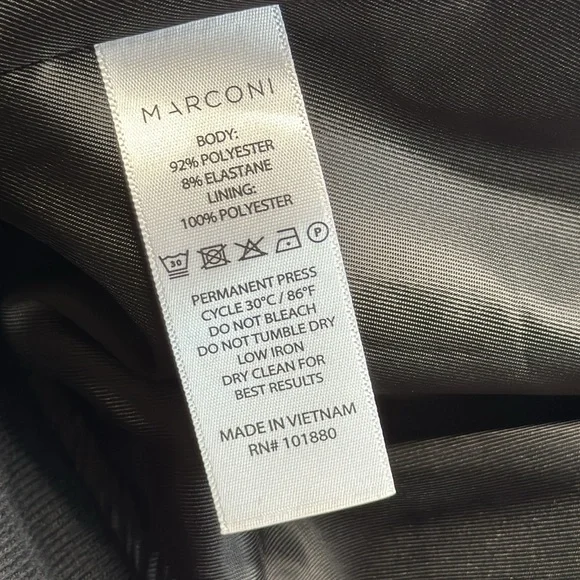 MARCONI
BODY:
92% POLYESTER
8% ELASTANE
LINING:
100% POLYESTER
30 P
PERMANENT PRESS
CYCLE 30°C / 86°F
DO NOT BLEACH
DO NOT TUMBLE DRY
LOW IRON
DRY CLEAN FOR
BEST RESULTS
MADE IN VIETNAM
RN# 101880